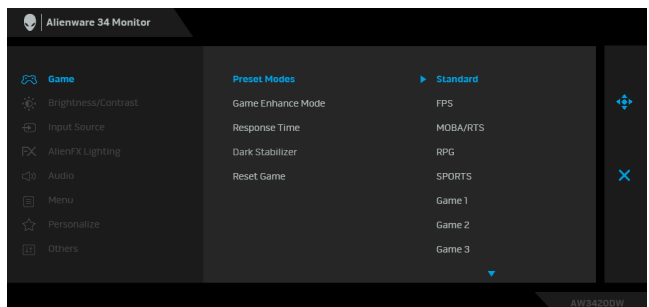 Alienware 34 Monitor
Game
Brightness/Contrast
Input Source
AlienFX Lighting
Audio
Menu
Personalize
Others
Preset Modes
Game Enhance Mode
Response Time
Dark Stabilizer
Reset Game
Standard
FPS
MOBA/RTS
RPG
SPORTS
Game 1
Game 2
Game 3
AW3420DW